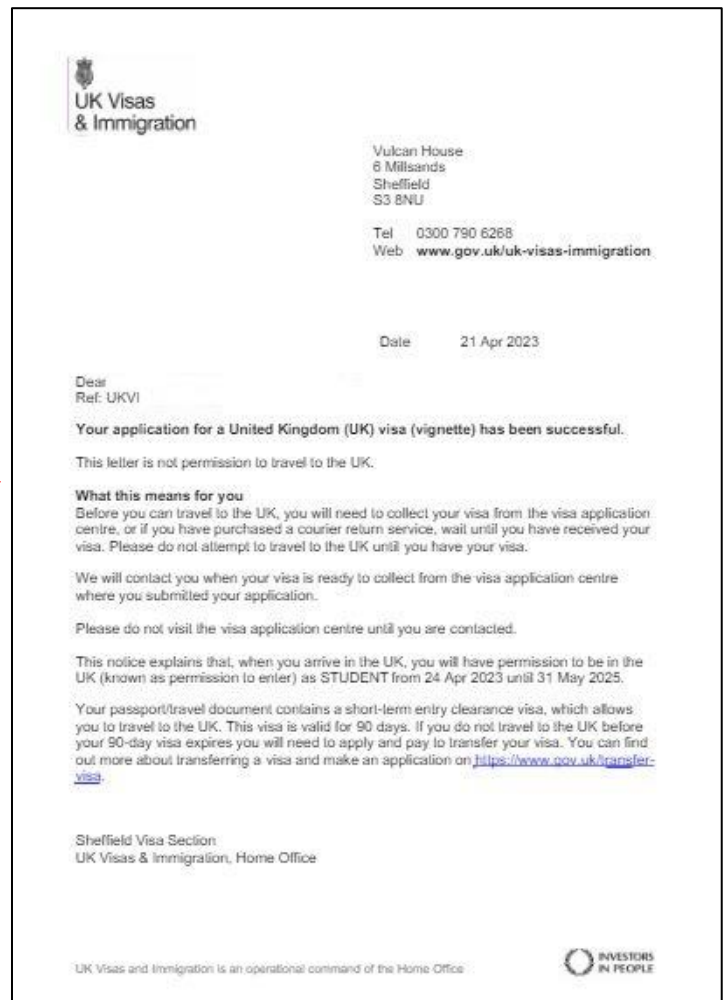 UK Visas
& Immigration
Vulcan House
6 Millsands
Sheffield
S3 8NU
Tel 0300 790 6268
Web www.gov.uk/uk-visas-immigration
Date 21 Apr 2023
Dear
Ref: UKVI
Your application for a United Kingdom (UK) visa (vignette) has been successful.
This letter is not permission to travel to the UK.
What this means for you
Before you can travel to the UK, you will need to collect your visa from the visa application
centre, or if you have purchased a courier return service, wait until you have received your
visa. Please do not attempt to travel to the UK until you have your visa.
We will contact you when your visa is ready to collect from the visa application centre
where you submitted your application.
Please do not visit the visa application centre until you are contacted.
This notice explains that, when you arrive in the UK, you will have permission to be in the
UK (known as permission to enter) as STUDENT from 24 Apr 2023 until 31 May 2025.
Your passport/travel document contains a short-term entry clearance visa, which allows
you to travel to the UK. This visa is valid for 90 days. If you do not travel to the UK before
your 90-day visa expires you will need to apply and pay to transfer your visa. You can find
out more about transferring a visa and make an application on https://www.gov.uk/transfer-
visa.
Sheffield Visa Section
UK Visas & Immigration, Home Office
UK Visas and Immigration is an operational command of the Home Office
INVESTORS
IN PEOPLE